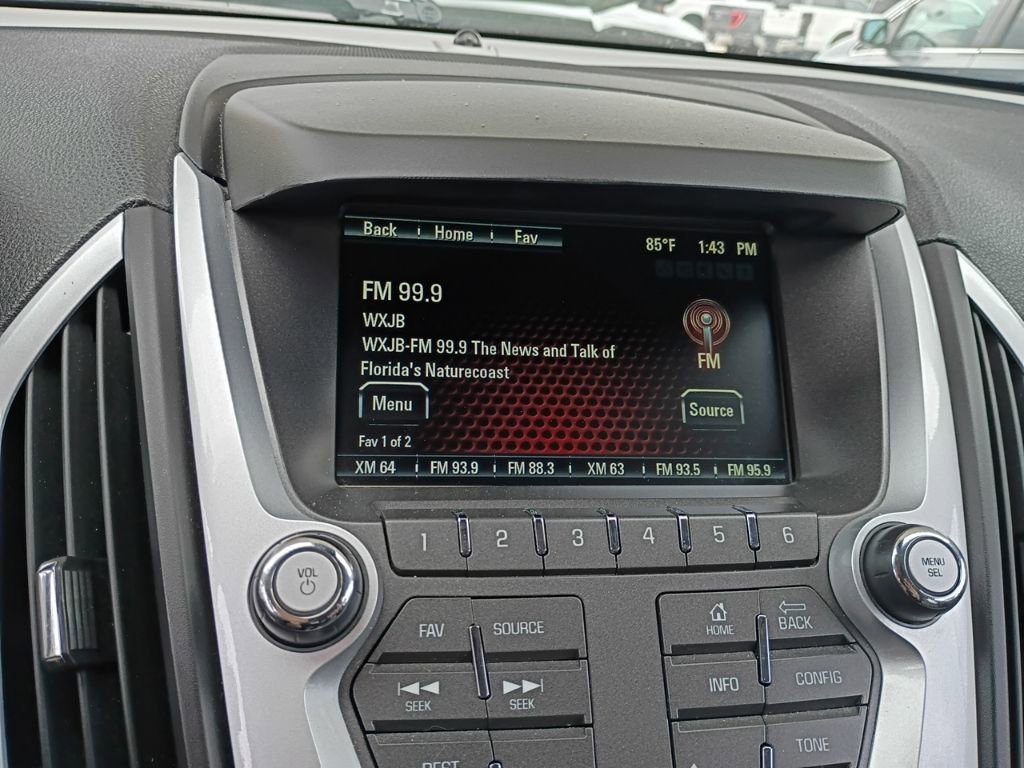 Back Home Fav 85°F 1:43 PM
FM 99.9
WXJB
WXJB-FM 99.9 The News and Talk of
Florida's Naturecoast
FM
Menu Source
Fav 1 of 2
XM 64 FM 93.9 FM 88.3 XM 63 FM 93.5 FM 95.9
1 2 3 4 5 6
VOL
MENU
SEL
FAV SOURCE
HOME
BACK
SEEK SEEK
INFO CONFIG
TONE